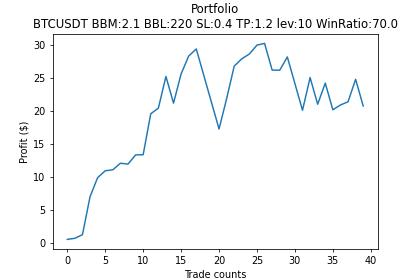 Portfolio
BTCUSDT BBM:2.1 BBL:220 SL:0.4 TP:1.2 lev:10 WinRatio:70.0
30
25
20
15
10
5
0
Profit ($)
0 5 10 15 20 25 30 35 40
Trade counts